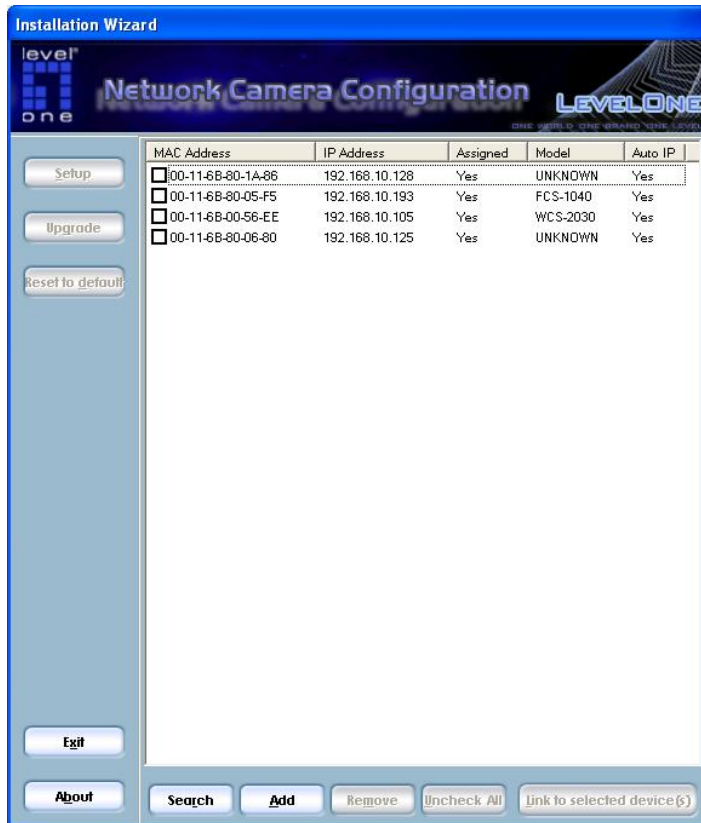 Installation Wizard
level"
one
Network Camera Configuration
LEVELONE
ONE WORLD ONE BRAND ONE LEVEL
Setup
Upgrade
Reset to default
Exit
About
MAC Address IP Address Assigned Model Auto IP
00-11-6B-80-1A-86 192.168.10.128 Yes UNKNOWN Yes
00-11-6B-80-05-F5 192.168.10.193 Yes FCS-1040 Yes
00-11-6B-00-56-EE 192.168.10.105 Yes WCS-2030 Yes
00-11-6B-80-06-80 192.168.10.125 Yes UNKNOWN Yes
Search Add Remove Uncheck All Link to selected device(s)